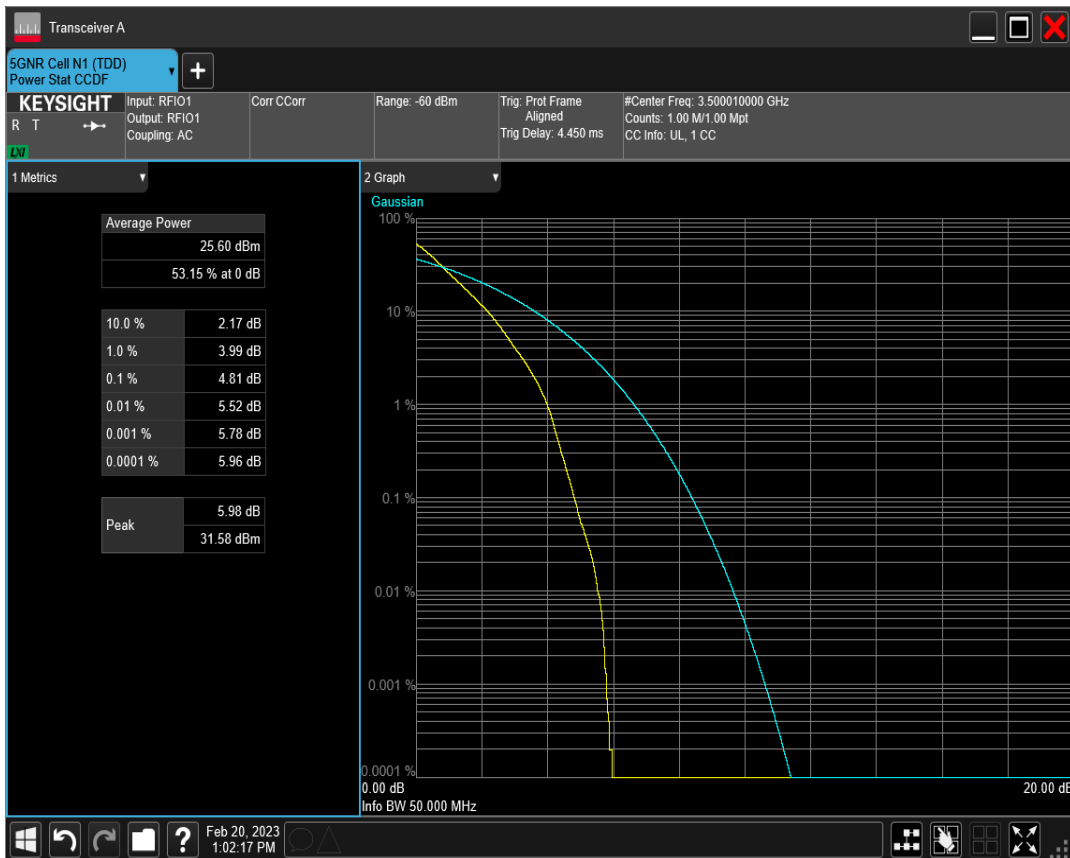 Transceiver A
5GNR Cell N1 (TDD)
Power Stat CCDF
+
KEYSIGHT
R T
LXI
Input: RFIO1
Output: RFIO1
Coupling: AC
Corr CCorr
Range: -60 dBm
Trig: Prot Frame
Aligned
Trig Delay: 4.450 ms
#Center Freq: 3.500010000 GHz
Counts: 1.00 M/1.00 Mpt
CC Info: UL, 1 CC
1 Metrics
Average Power
25.60 dBm
53.15 % at 0 dB
10.0 % 2.17 dB
1.0 % 3.99 dB
0.1 % 4.81 dB
0.01 % 5.52 dB
0.001 % 5.78 dB
0.0001 % 5.96 dB
Peak
5.98 dB
31.58 dBm
2 Graph
Gaussian
100 %
10 %
1 %
0.1 %
0.01 %
0.001 %
0.0001 %
0.00 dB 20.00 dB
Info BW 50.000 MHz
?
Feb 20, 2023
1:02:17 PM